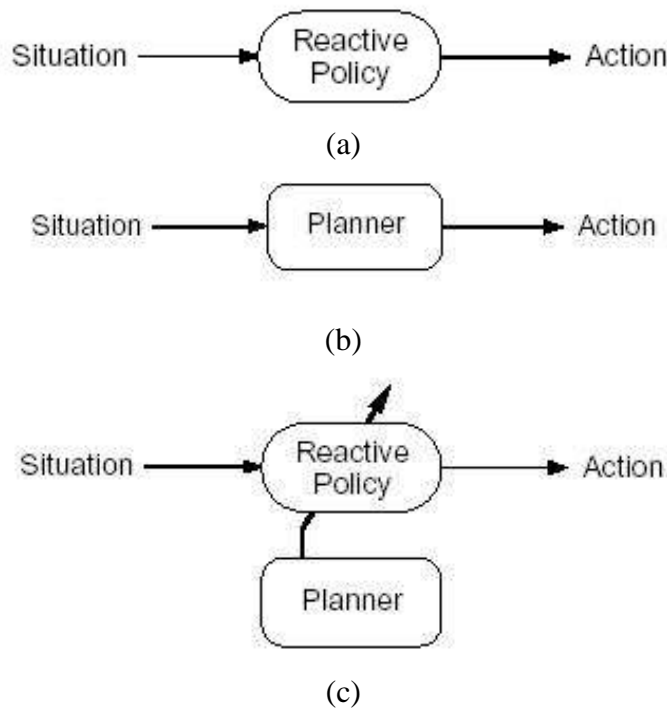 Situation
Reactive
Policy
Action
(a)
Situation
Planner
Action
(b)
Situation
Reactive
Policy
Action
Planner
(c)